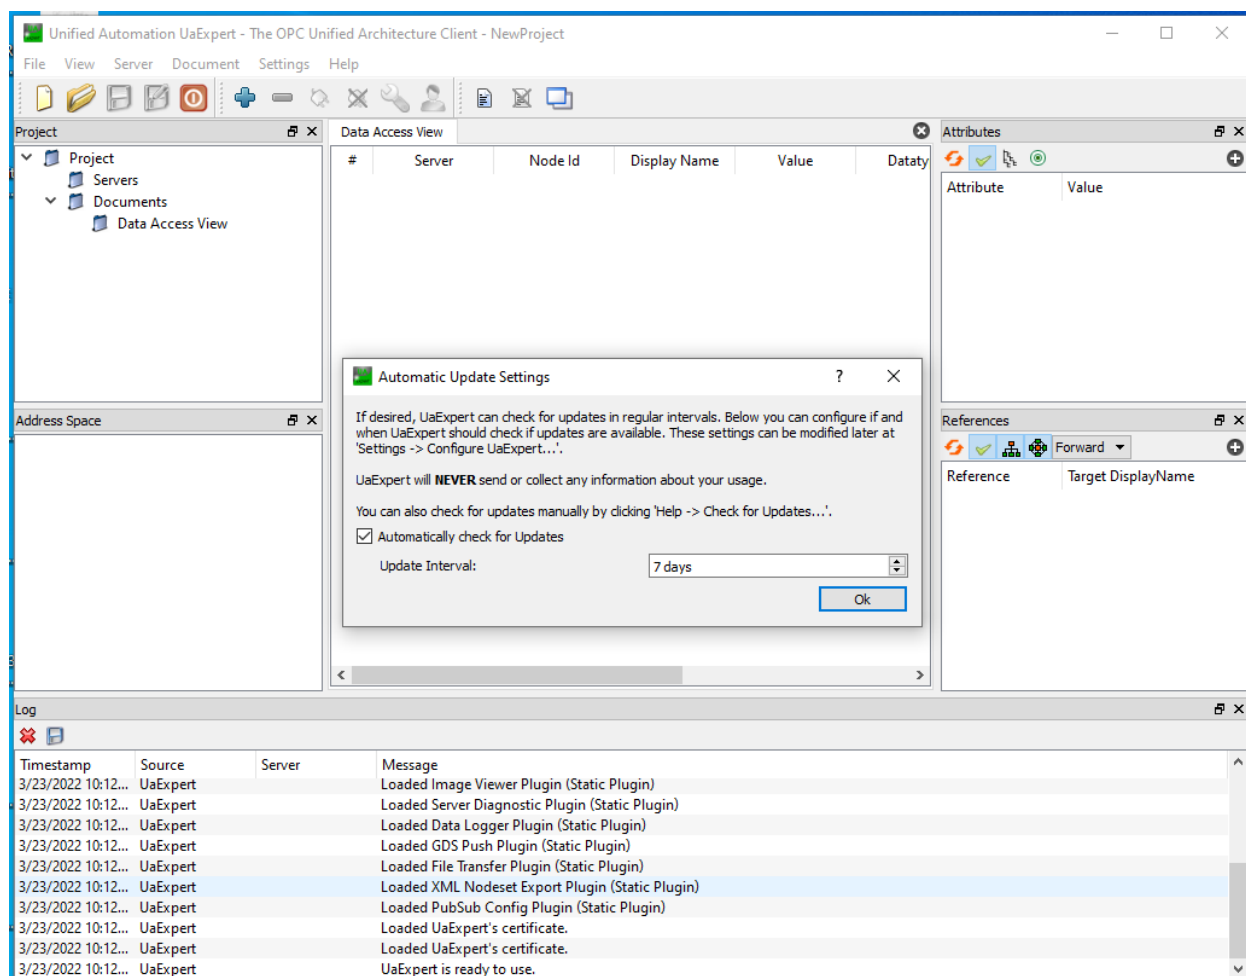 Unified Automation UaExpert - The OPC Unified Architecture Client - NewProject
File View Server Document Settings Help
Project
Project
Servers
Documents
Data Access View
Data Access View
# Server Node Id Display Name Value Dataty
Attributes
Attribute Value
Automatic Update Settings ?
If desired, UaExpert can check for updates in regular intervals. Below you can configure if and
when UaExpert should check if updates are available. These settings can be modified later at
'Settings -> Configure UaExpert...'.
UaExpert will NEVER send or collect any information about your usage.
You can also check for updates manually by clicking 'Help -> Check for Updates...'.
Automatically check for Updates
Update Interval: 7 days
Ok
Address Space
References
Forward
Reference Target DisplayName
Log
Timestamp Source Server Message
3/23/2022 10:12... UaExpert Loaded Image Viewer Plugin (Static Plugin)
3/23/2022 10:12... UaExpert Loaded Server Diagnostic Plugin (Static Plugin)
3/23/2022 10:12... UaExpert Loaded Data Logger Plugin (Static Plugin)
3/23/2022 10:12... UaExpert Loaded GDS Push Plugin (Static Plugin)
3/23/2022 10:12... UaExpert Loaded File Transfer Plugin (Static Plugin)
3/23/2022 10:12... UaExpert Loaded XML Nodeset Export Plugin (Static Plugin)
3/23/2022 10:12... UaExpert Loaded PubSub Config Plugin (Static Plugin)
3/23/2022 10:12... UaExpert Loaded UaExpert's certificate.
3/23/2022 10:12... UaExpert Loaded UaExpert's certificate.
3/23/2022 10:12... UaExpert UaExpert is ready to use.